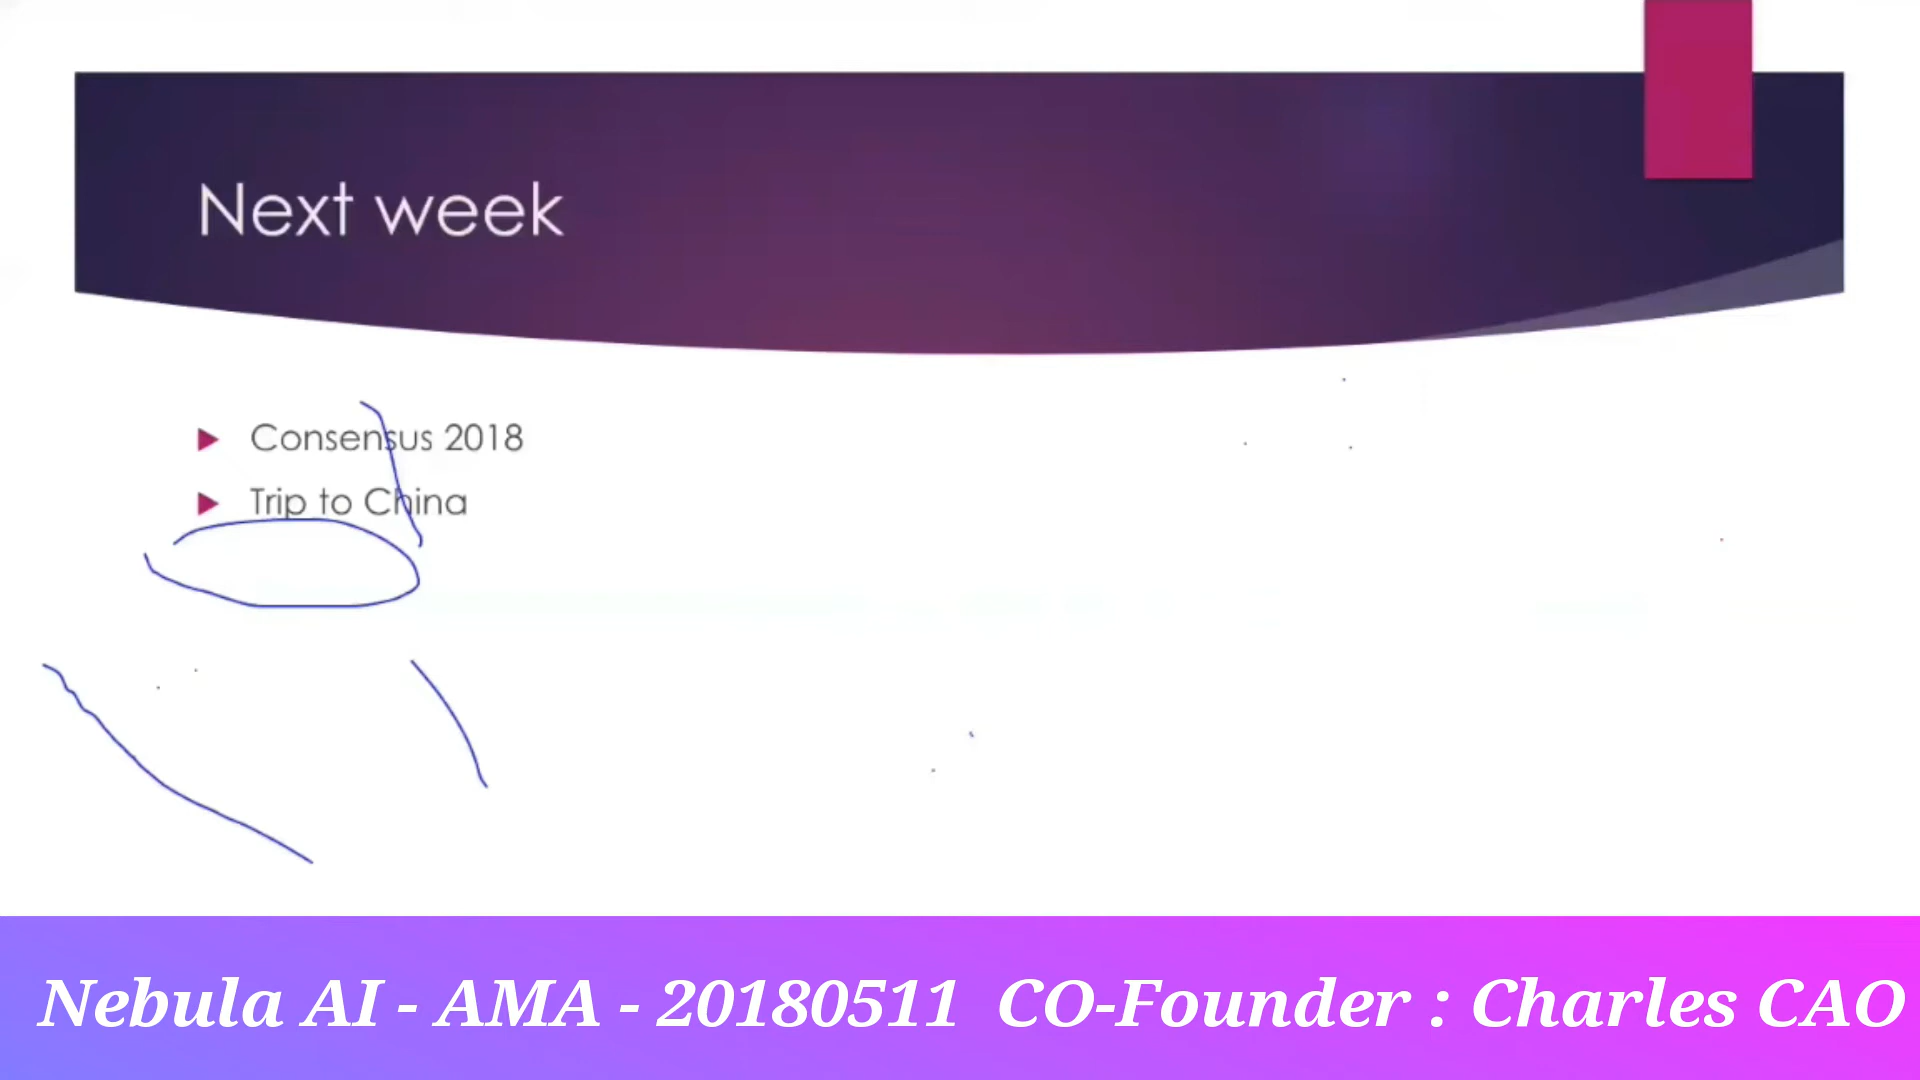 Next week
Consensus 2018
Trip to China
Nebula AI - AMA - 20180511 CO-Founder : Charles CAO